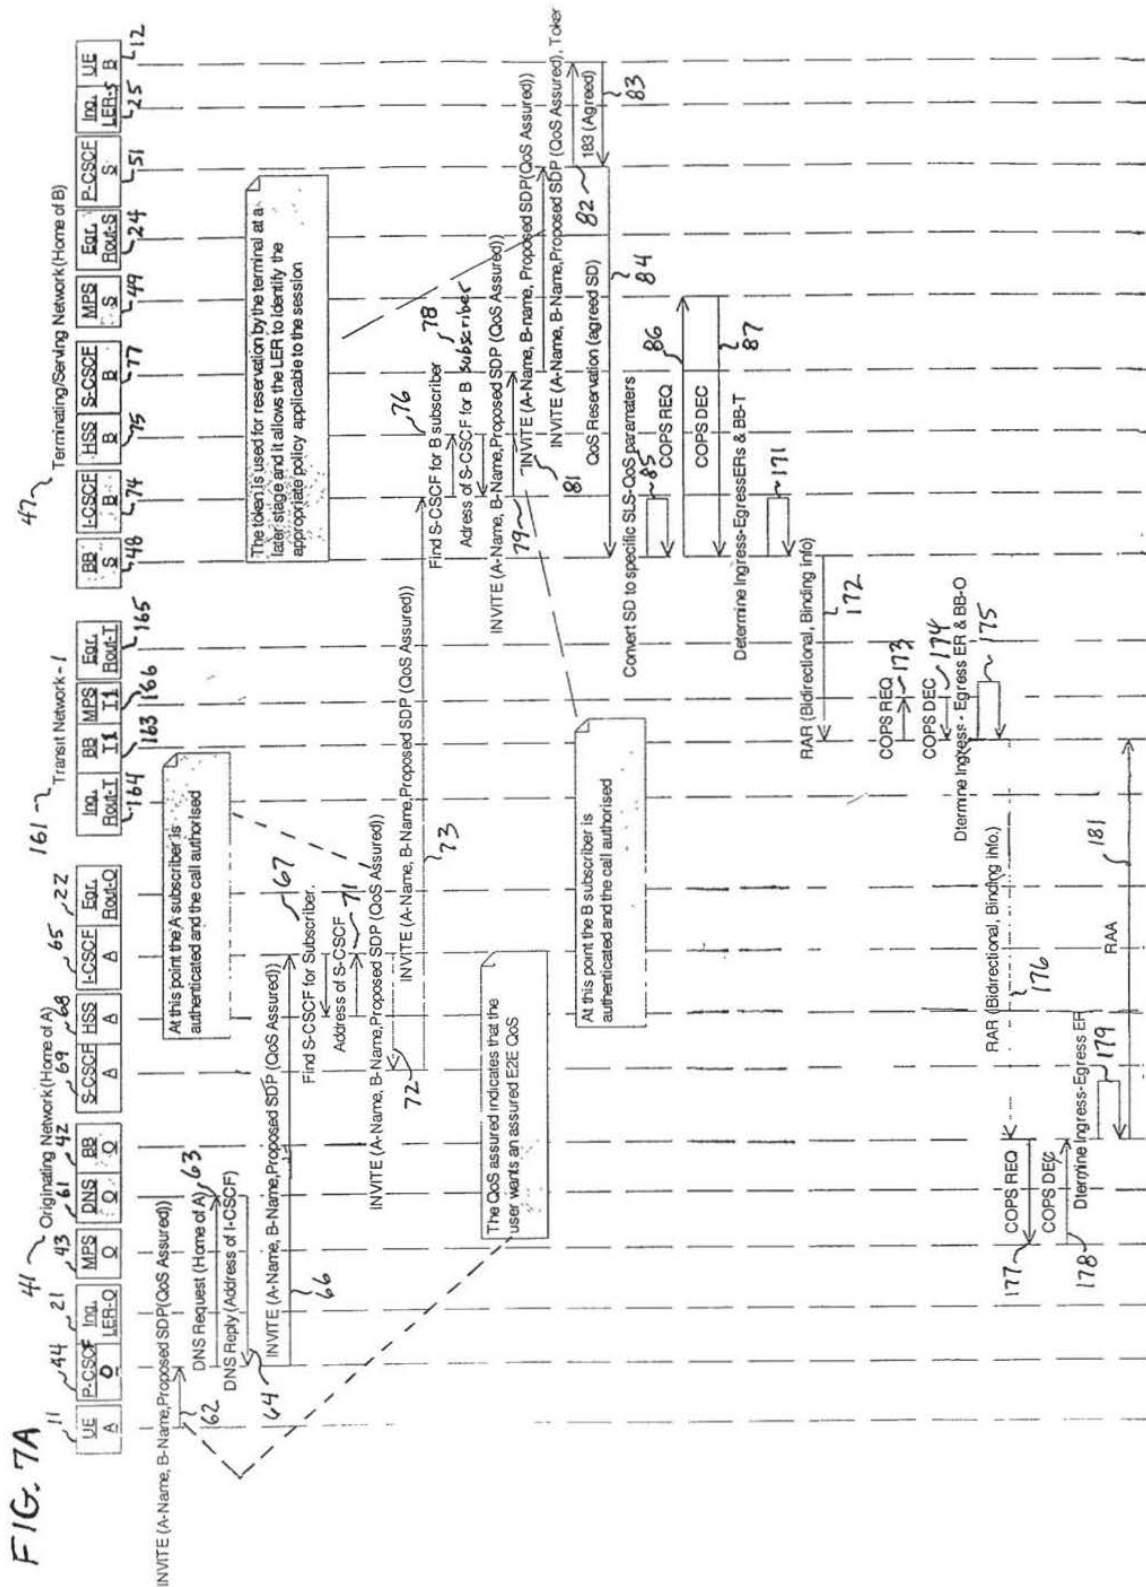 FIG. 7A
41 Originating Network (Home of A)
161 Transit Network - 1
47 Terminating/Serving Network (Home of B)
11
44
21
43
61
42
69
68
65
22
164
163
166
165
48
74
75
77
49
24
51
25
12
UE A
P-CSCF O
Ing. LER-O
MPS O
DNS O
BB O
S-CSCF A
HSS A
I-CSCF A
Egr. Rout-O
Ing. Rout-T
BB I1
MPS I1
Egr. Rout-T
BB S
I-CSCF B
HSS B
S-CSCF B
MPS S
Egr. Rout-S
P-CSCF S
Ing. LER-S
UE B
INVITE (A-Name, B-Name,Proposed SDP(QoS Assured))
62
DNS Request (Home of A)
63
DNS Reply (Address of I-CSCF)
64
INVITE (A-Name, B-Name,Proposed SDP (QoS Assured))
66
Find S-CSCF for Subscriber.
67
Address of S-CSCF
71
INVITE (A-Name, B-Name,Proposed SDP (QoS Assured))
72
INVITE (A-Name, B-Name,Proposed SDP (QoS Assured))
73
At this point the A subscriber is
authenticated and the call authorised
The token is used for reservation by the terminal at a
later stage and it allows the LER to identify the
appropriate policy applicable to the session
Find S-CSCF for B subscriber
76
Adress of S-CSCF for B subscriber
78
INVITE (A-Name, B-Name,Proposed SDP (QoS Assured))
79
INVITE (A-Name, B-name, Proposed SDP(QoS Assured))
81
INVITE (A-Name, B-Name,Proposed SDP (QoS Assured), Toker
82
183 (Agreed)
83
The QoS assured indicates that the
user wants an assured E2E QoS
At this point the B subscriber is
authenticated and the call authorised
QoS Reservation (agreed SD)
84
Convert SD to specific SLS-QoS paramaters
85
COPS REQ
86
COPS DEC
87
Determine Ingress-EgressERs & BB-T
171
RAR (Bidirectional, Binding info)
172
COPS REQ
173
COPS DEC
174
Dtermine Ingress - Egress ER & BB-O
175
RAR (Bidirectional, Binding info.)
176
COPS REQ
177
COPS DEC
178
Dtermine Ingress-Egress ER
179
RAA
181